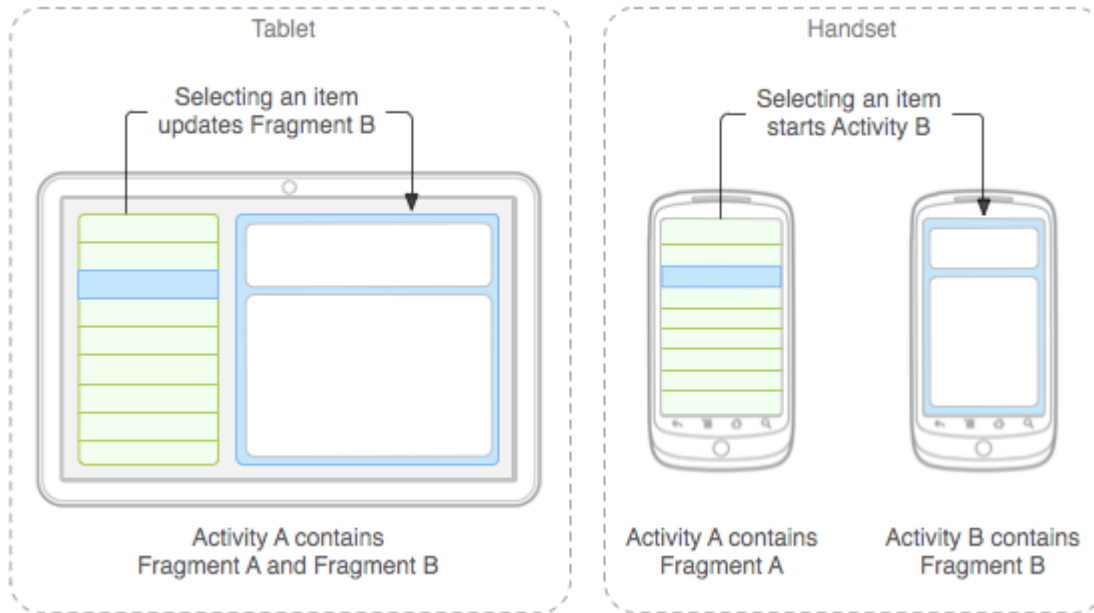 Tablet
Selecting an item
updates Fragment B
Activity A contains
Fragment A and Fragment B
Handset
Selecting an item
starts Activity B
Activity A contains
Fragment A
Activity B contains
Fragment B